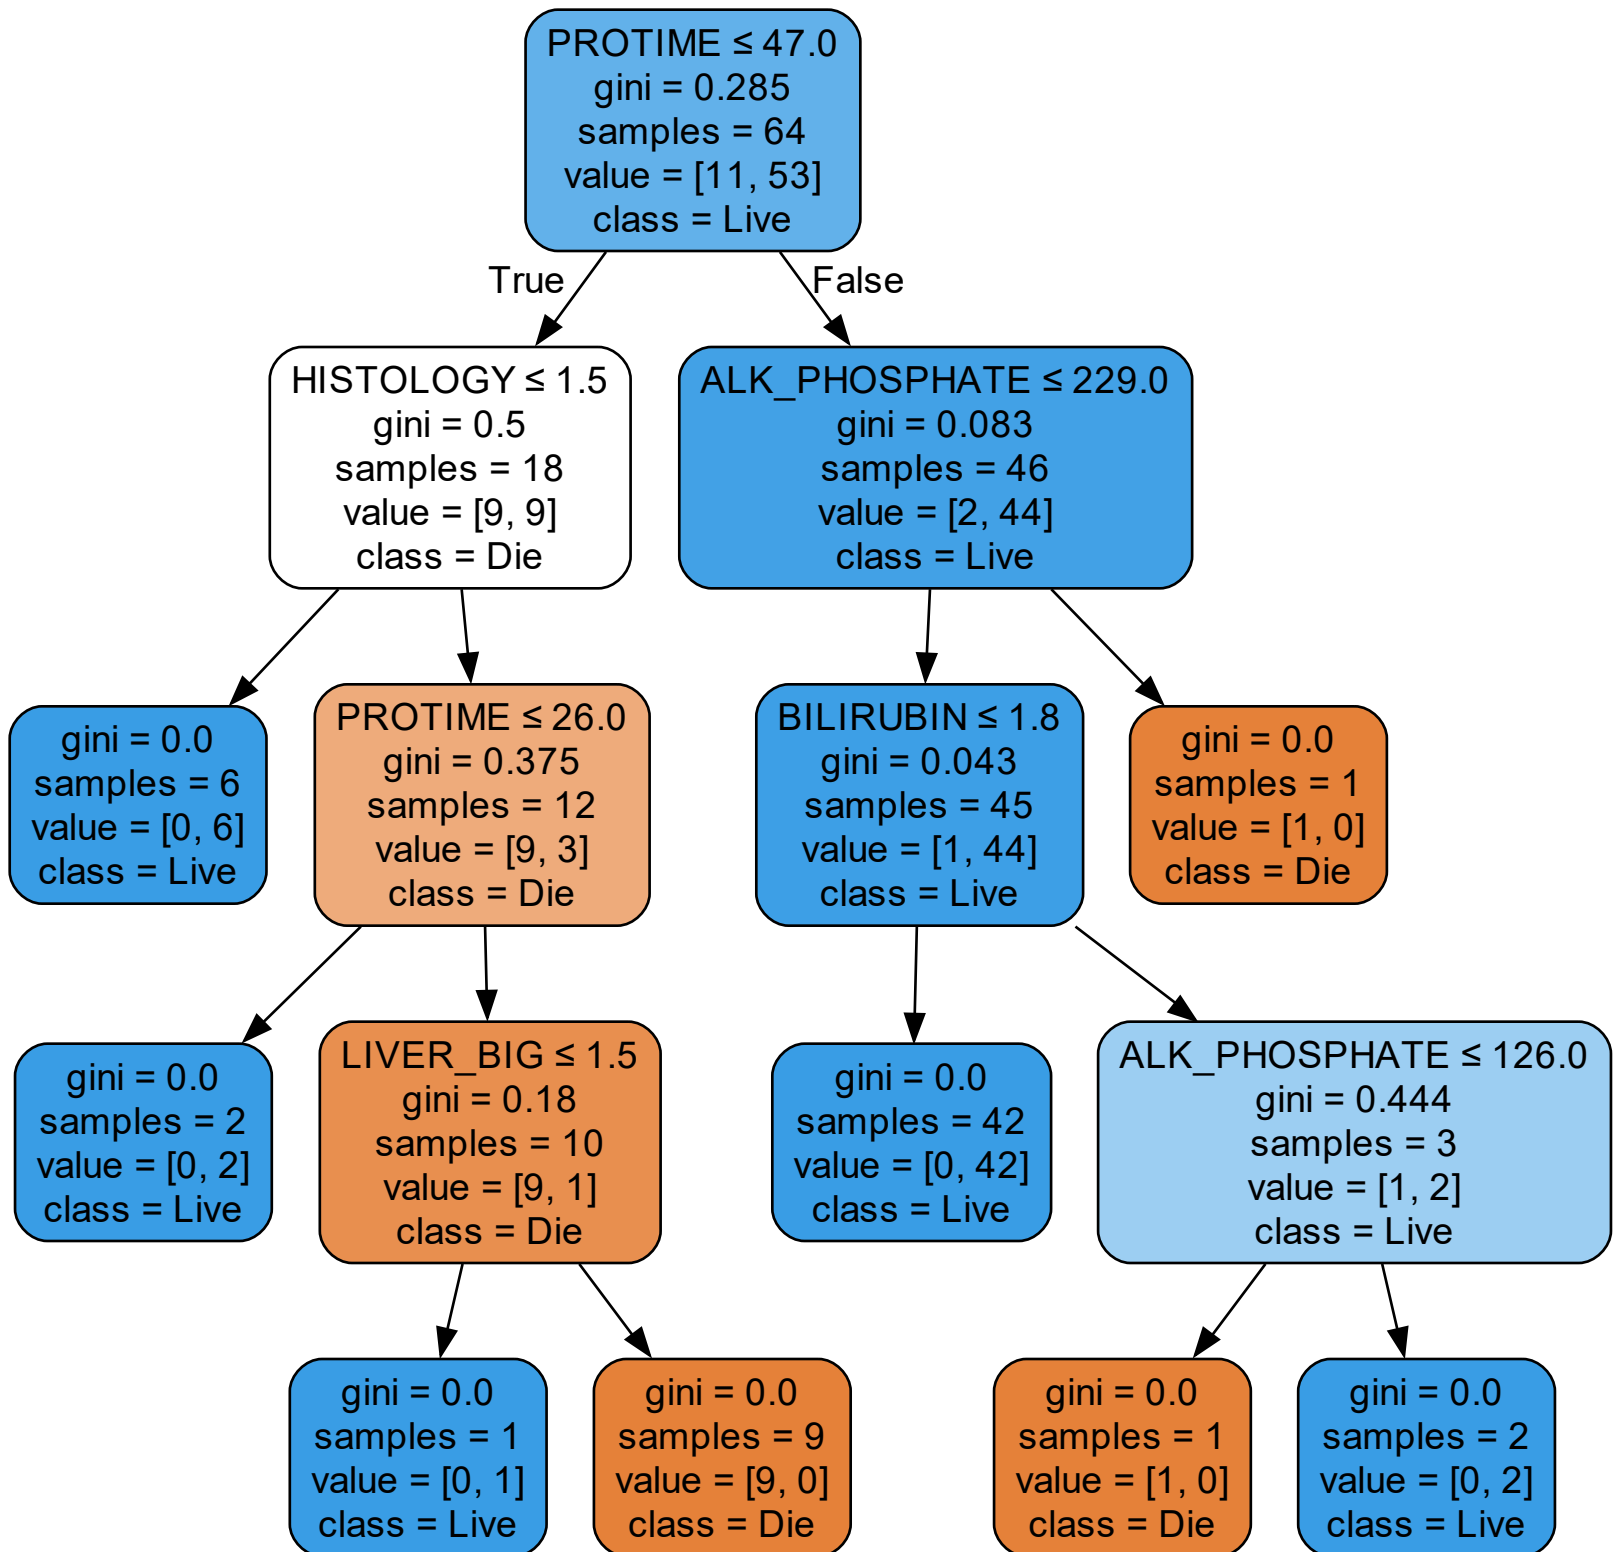 PROTIME ≤ 47.0
gini = 0.285
samples = 64
value = [11, 53]
class = Live
True
False
HISTOLOGY ≤ 1.5
gini = 0.5
samples = 18
value = [9, 9]
class = Die
ALK_PHOSPHATE ≤ 229.0
gini = 0.083
samples = 46
value = [2, 44]
class = Live
gini = 0.0
samples = 6
value = [0, 6]
class = Live
PROTIME ≤ 26.0
gini = 0.375
samples = 12
value = [9, 3]
class = Die
BILIRUBIN ≤ 1.8
gini = 0.043
samples = 45
value = [1, 44]
class = Live
gini = 0.0
samples = 1
value = [1, 0]
class = Die
gini = 0.0
samples = 2
value = [0, 2]
class = Live
LIVER_BIG ≤ 1.5
gini = 0.18
samples = 10
value = [9, 1]
class = Die
gini = 0.0
samples = 42
value = [0, 42]
class = Live
ALK_PHOSPHATE ≤ 126.0
gini = 0.444
samples = 3
value = [1, 2]
class = Live
gini = 0.0
samples = 1
value = [0, 1]
class = Live
gini = 0.0
samples = 9
value = [9, 0]
class = Die
gini = 0.0
samples = 1
value = [1, 0]
class = Die
gini = 0.0
samples = 2
value = [0, 2]
class = Live